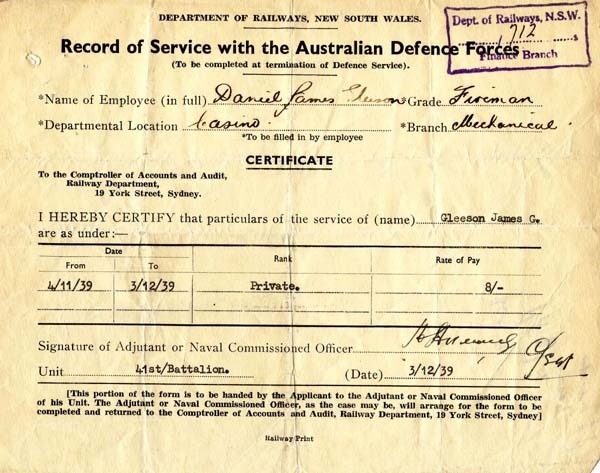 DEPARTMENT OF RAILWAYS, NEW SOUTH WALES.
Dept. of Railways, N.S.W.
1712
Finance Branch
Record of Service with the Australian Defence Forces
(To be completed at termination of Defence Service).
*Name of Employee (in full) Daniel James Gleeson *Grade Fireman
*Departmental Location Casino. *Branch Mechanical.
*To be filled in by employee
CERTIFICATE
To the Comptroller of Accounts and Audit,
Railway Department,
19 York Street, Sydney.
I HEREBY CERTIFY that particulars of the service of (name) Gleeson James G.
are as under:—
Date Rank Rate of Pay
From To
4/11/39 3/12/39 Private. 8/-
Signature of Adjutant or Naval Commissioned Officer
Unit 41st/Battalion. (Date) 3/12/39
[This portion of the form is to be handed by the Applicant to the Adjutant or Naval Commissioned Officer
of his Unit. The Adjutant or Naval Commissioned Officer, as the case may be, will arrange for the form to be
completed and returned to the Comptroller of Accounts and Audit, Railway Department, 19 York Street, Sydney]
Railway Print